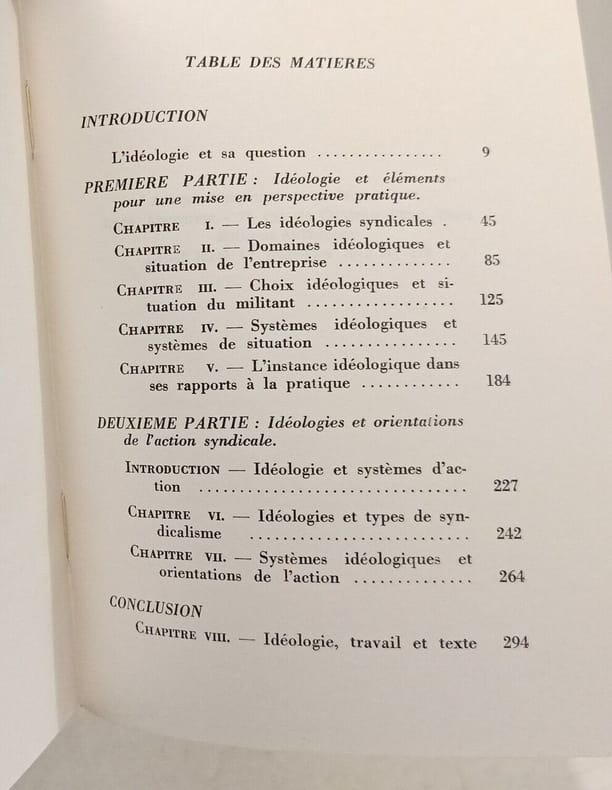 TABLE DES MATIERES
INTRODUCTION
L'idéologie et sa question ................ 9
PREMIERE PARTIE : Idéologie et éléments
pour une mise en perspective pratique.
CHAPITRE I. — Les idéologies syndicales . 45
CHAPITRE II. — Domaines idéologiques et
situation de l'entreprise .............. 85
CHAPITRE III. — Choix idéologiques et si-
tuation du militant .................. 125
CHAPITRE IV. — Systèmes idéologiques et
systèmes de situation ................ 145
CHAPITRE V. — L'instance idéologique dans
ses rapports à la pratique ............ 184
DEUXIEME PARTIE : Idéologies et orientations
de l'action syndicale.
INTRODUCTION — Idéologie et systèmes d'ac-
tion ................................. 227
CHAPITRE VI. — Idéologies et types de syn-
dicalisme ........................... 242
CHAPITRE VII. — Systèmes idéologiques et
orientations de l'action .............. 264
CONCLUSION
CHAPITRE VIII. — Idéologie, travail et texte 294